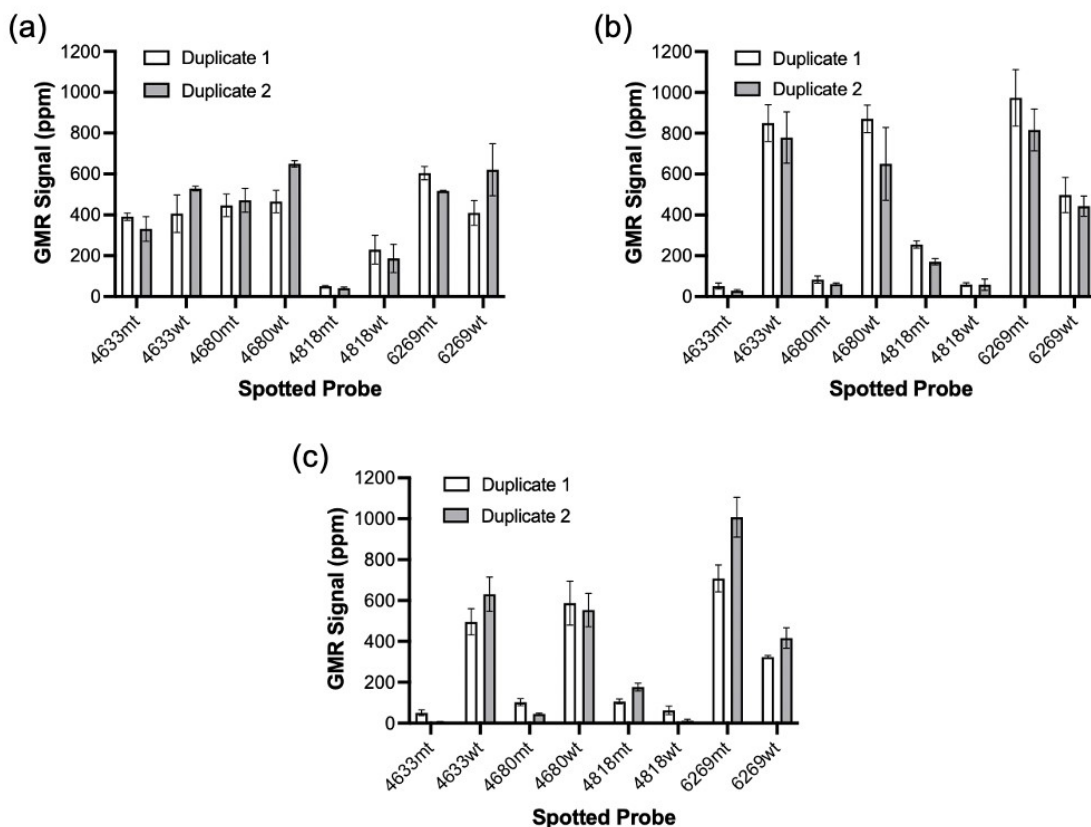 (a)
Duplicate 1
Duplicate 2
GMR Signal (ppm)
1200
1000
800
600
400
200
0
4633mt
4633wt
4680mt
4680wt
4818mt
4818wt
6269mt
6269wt
Spotted Probe
(b)
Duplicate 1
Duplicate 2
GMR Signal (ppm)
1200
1000
800
600
400
200
0
4633mt
4633wt
4680mt
4680wt
4818mt
4818wt
6269mt
6269wt
Spotted Probe
(c)
Duplicate 1
Duplicate 2
GMR Signal (ppm)
1200
1000
800
600
400
200
0
4633mt
4633wt
4680mt
4680wt
4818mt
4818wt
6269mt
6269wt
Spotted Probe